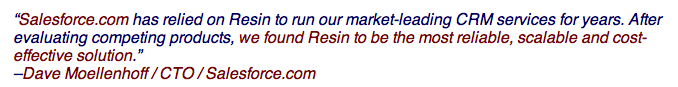 “Salesforce.com has relied on Resin to run our market-leading CRM services for years. After
evaluating competing products, we found Resin to be the most reliable, scalable and cost-
effective solution.”
–Dave Moellenhoff / CTO / Salesforce.com